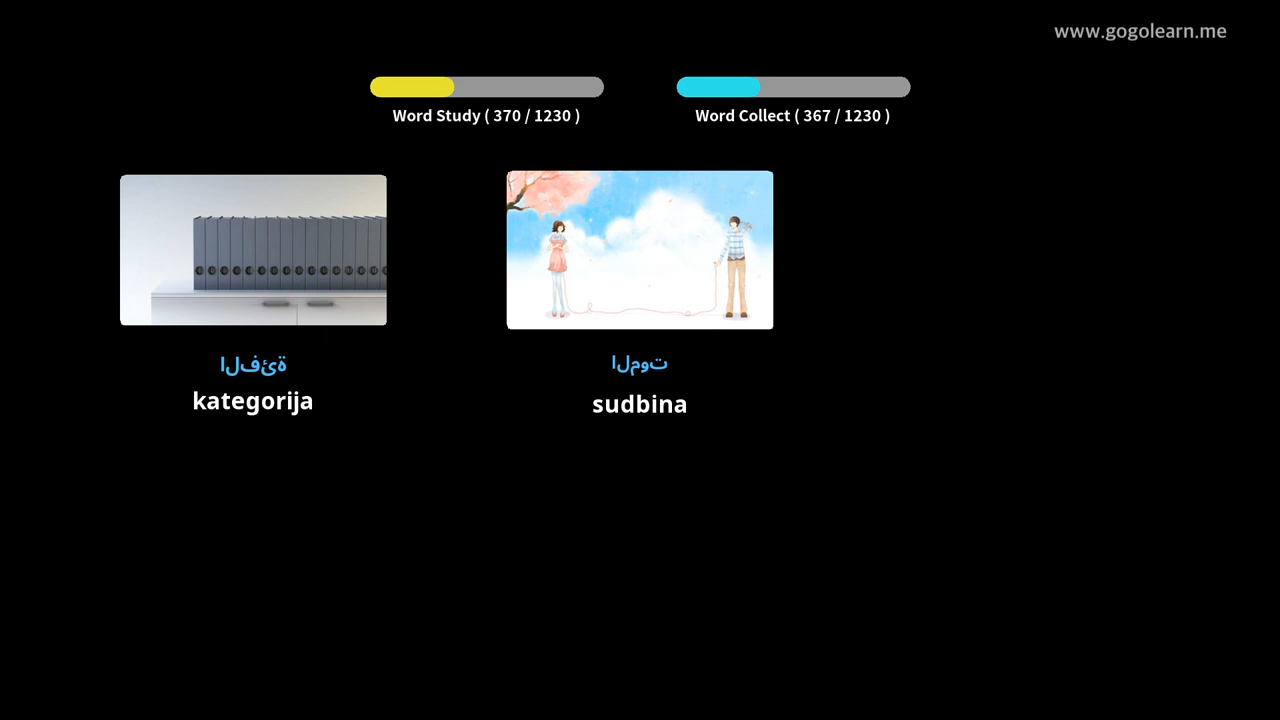 www.gogolearn.me
Word Study ( 370 / 1230 )
Word Collect ( 367 / 1230 )
الفئة
kategorija
الموت
sudbina